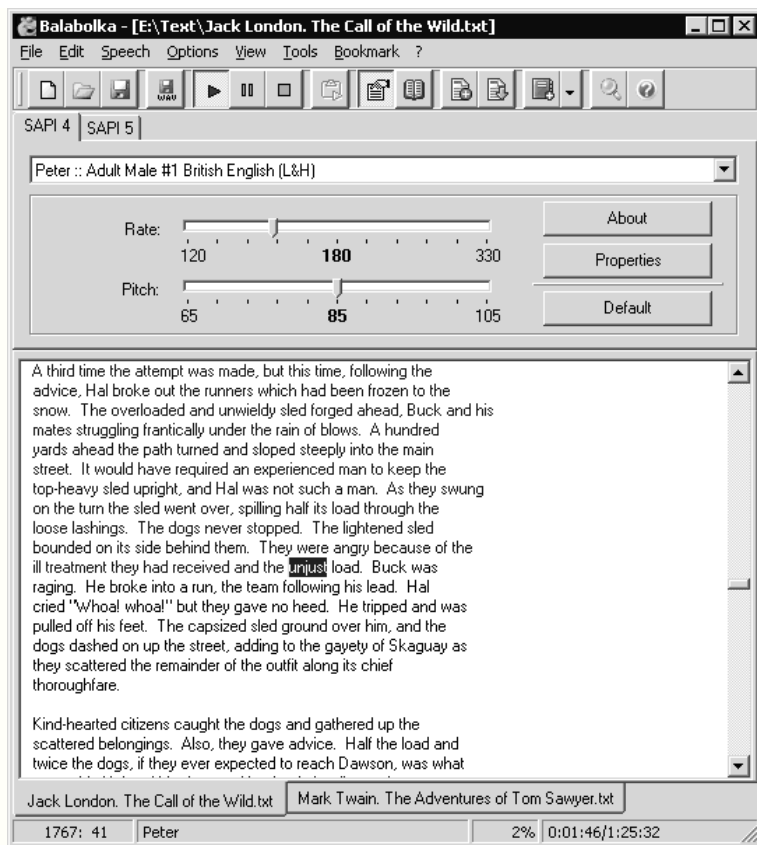 Balabolka - [E:\Text\Jack London. The Call of the Wild.txt]
File Edit Speech Options View Tools Bookmark ?
WAV
SAPI 4 SAPI 5
Peter :: Adult Male #1 British English (L&H)
Rate:
120 180 330
Pitch:
65 85 105
About
Properties
Default
A third time the attempt was made, but this time, following the
advice, Hal broke out the runners which had been frozen to the
snow.  The overloaded and unwieldy sled forged ahead, Buck and his
mates struggling frantically under the rain of blows.  A hundred
yards ahead the path turned and sloped steeply into the main
street.  It would have required an experienced man to keep the
top-heavy sled upright, and Hal was not such a man.  As they swung
on the turn the sled went over, spilling half its load through the
loose lashings.  The dogs never stopped.  The lightened sled
bounded on its side behind them.  They were angry because of the
ill treatment they had received and the unjust load.  Buck was
raging.  He broke into a run, the team following his lead.  Hal
cried "Whoa! whoa!" but they gave no heed.  He tripped and was
pulled off his feet.  The capsized sled ground over him, and the
dogs dashed on up the street, adding to the gayety of Skaguay as
they scattered the remainder of the outfit along its chief
thoroughfare.
Kind-hearted citizens caught the dogs and gathered up the
scattered belongings.  Also, they gave advice.  Half the load and
twice the dogs, if they ever expected to reach Dawson, was what
Jack London. The Call of the Wild.txt Mark Twain. The Adventures of Tom Sawyer.txt
1767: 41 Peter 2% 0:01:46/1:25:32